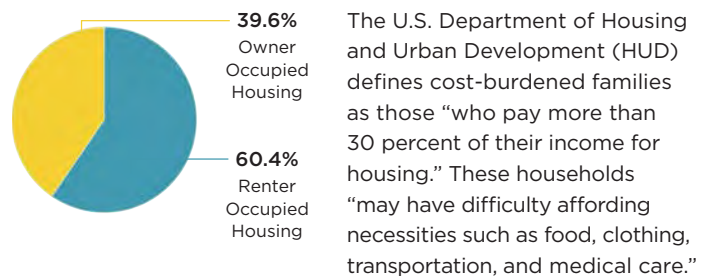 39.6%
Owner
Occupied
Housing
60.4%
Renter
Occupied
Housing
The U.S. Department of Housing
and Urban Development (HUD)
defines cost-burdened families
as those “who pay more than
30 percent of their income for
housing.” These households
“may have difficulty affording
necessities such as food, clothing,
transportation, and medical care.”